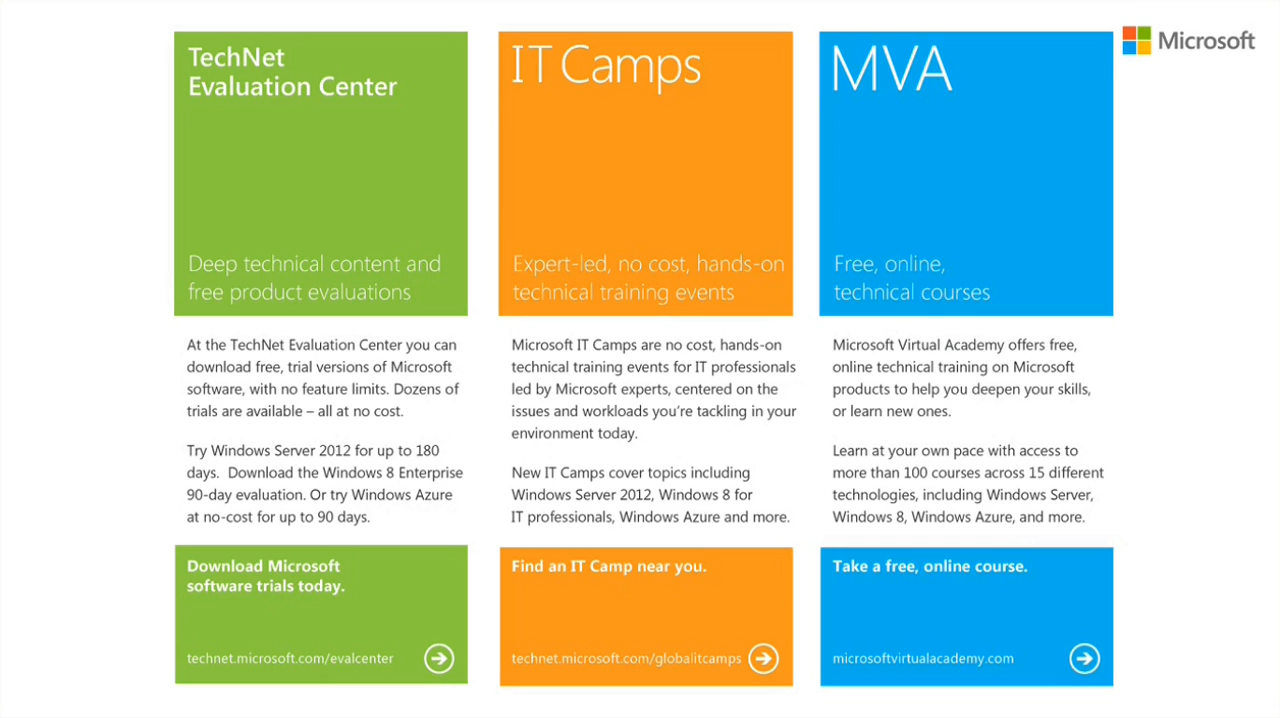 TechNet
Evaluation Center
Deep technical content and
free product evaluations
At the TechNet Evaluation Center you can
download free, trial versions of Microsoft
software, with no feature limits. Dozens of
trials are available – all at no cost.
Try Windows Server 2012 for up to 180
days.  Download the Windows 8 Enterprise
90-day evaluation. Or try Windows Azure
at no-cost for up to 90 days.
Download Microsoft
software trials today.
technet.microsoft.com/evalcenter
IT Camps
Expert-led, no cost, hands-on
technical training events
Microsoft IT Camps are no cost, hands-on
technical training events for IT professionals
led by Microsoft experts, centered on the
issues and workloads you're tackling in your
environment today.
New IT Camps cover topics including
Windows Server 2012, Windows 8 for
IT professionals, Windows Azure and more.
Find an IT Camp near you.
technet.microsoft.com/globalitcamps
MVA
Free, online,
technical courses
Microsoft Virtual Academy offers free,
online technical training on Microsoft
products to help you deepen your skills,
or learn new ones.
Learn at your own pace with access to
more than 100 courses across 15 different
technologies, including Windows Server,
Windows 8, Windows Azure, and more.
Take a free, online course.
microsoftvirtualacademy.com
Microsoft